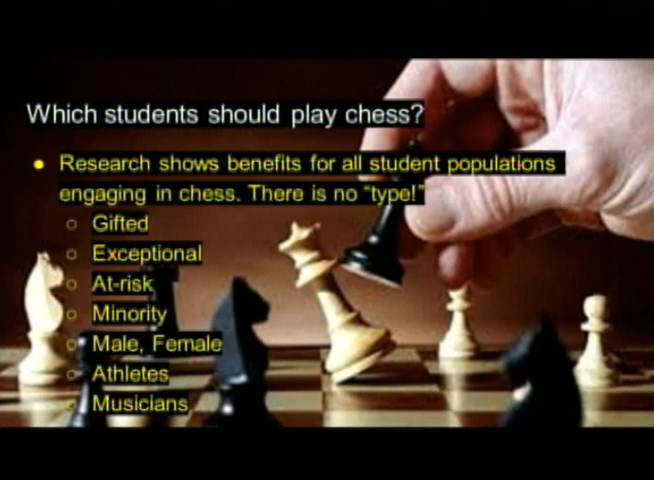 Which students should play chess?
● Research shows benefits for all student populations
engaging in chess. There is no “type!”
○ Gifted
○ Exceptional
○ At-risk
○ Minority
○ Male, Female
○ Athletes
○ Musicians